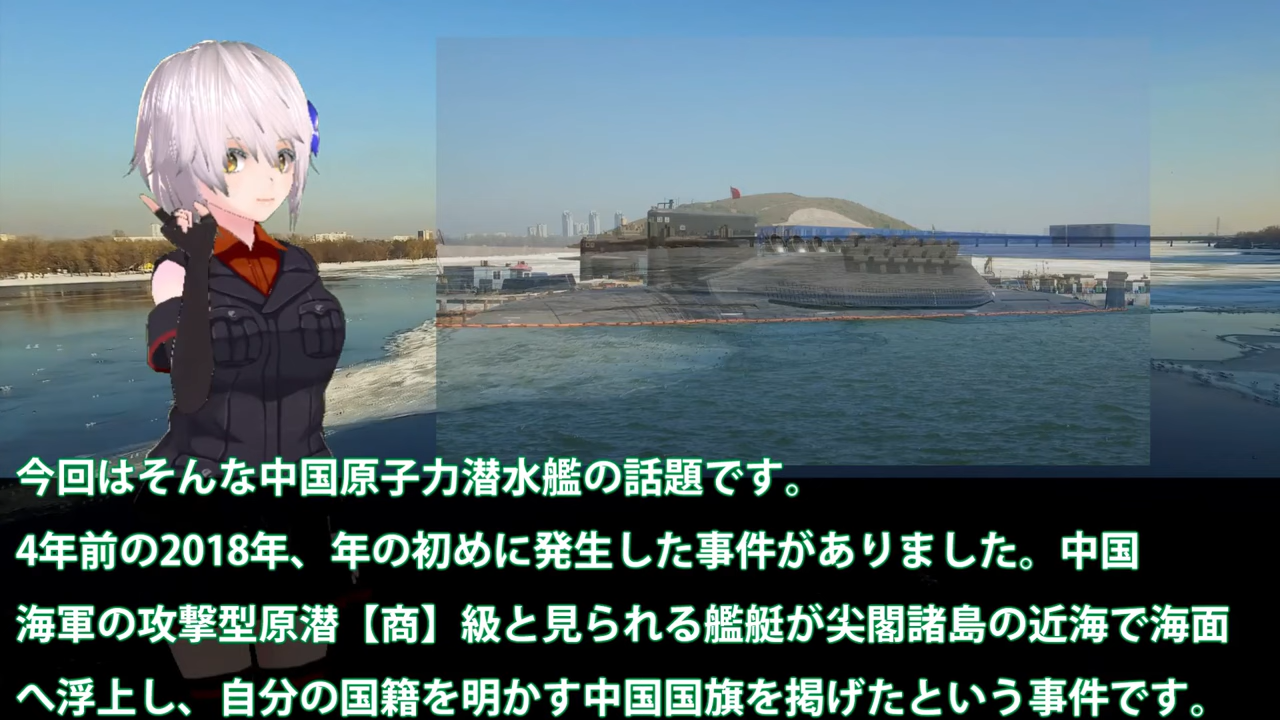 今回はそんな中国原子力潜水艦の話題です。
4年前の2018年、年の初めに発生した事件がありました。中国
海軍の攻撃型原潜【商】級と見られる艦艇が尖閣諸島の近海で海面
へ浮上し、自分の国籍を明かす中国国旗を掲げたという事件です。